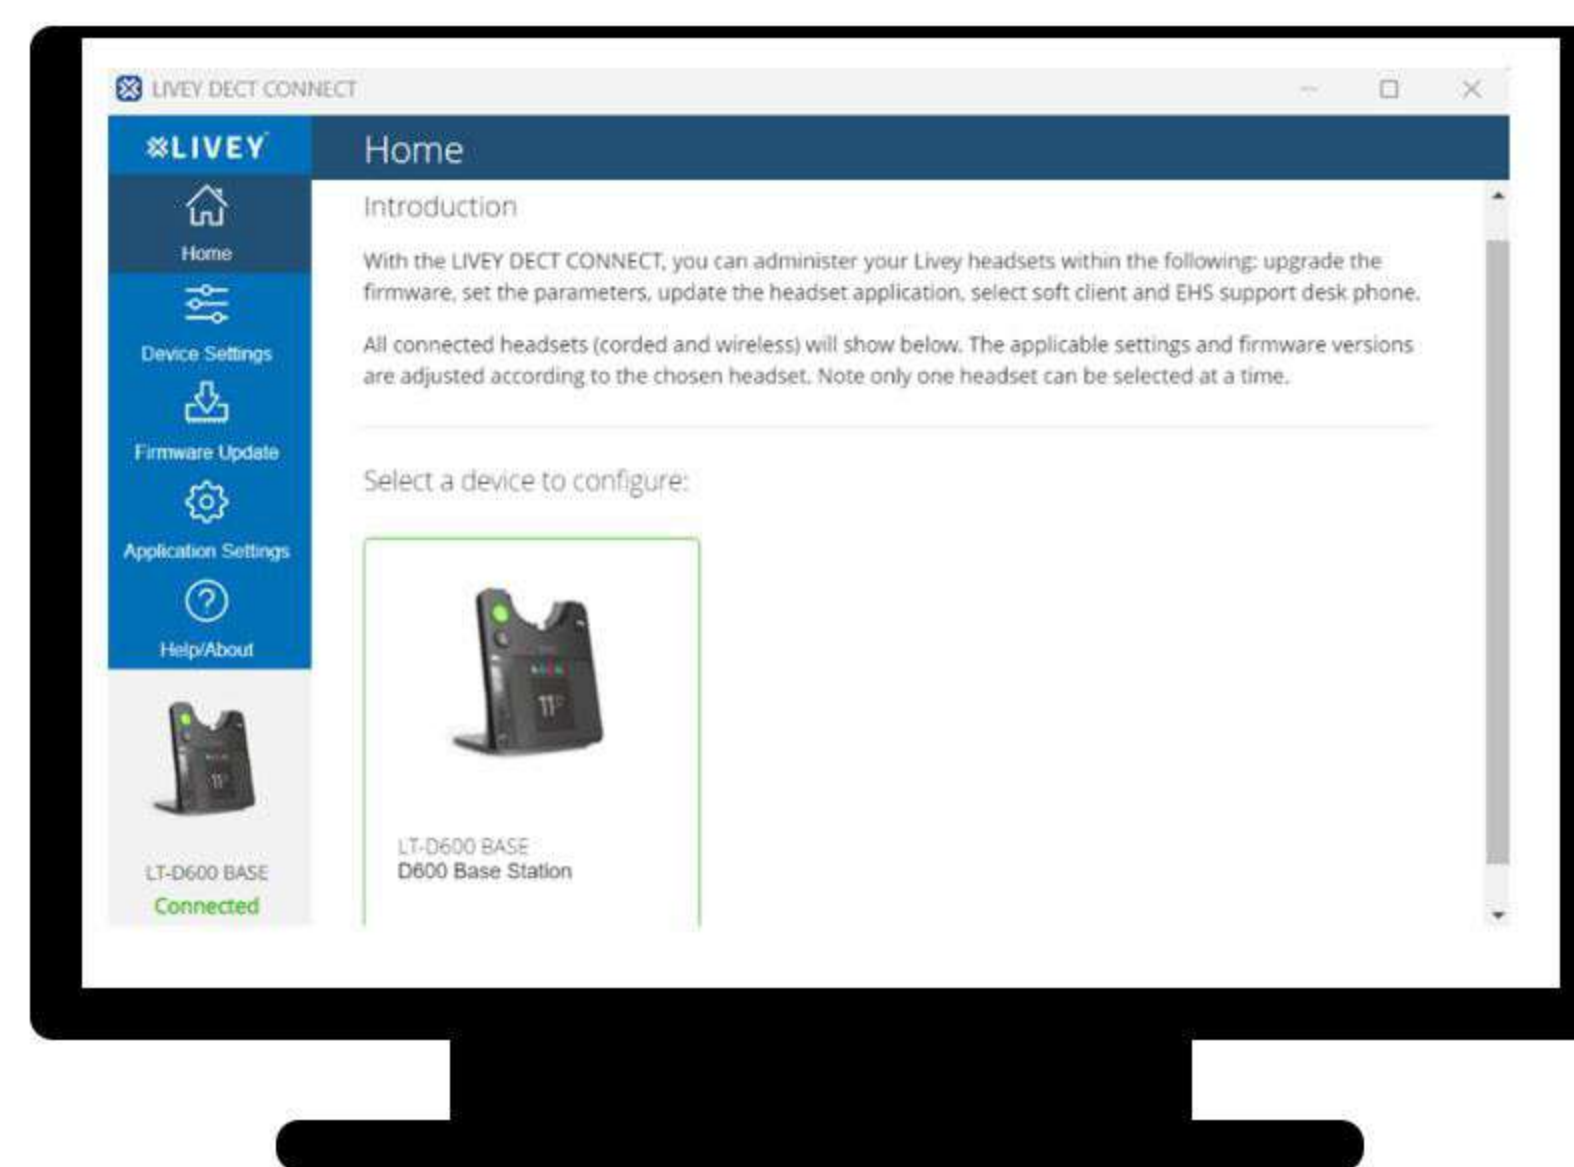 LIVEY DECT CONNECT
LIVEY
Home
Home
Device Settings
Firmware Update
Application Settings
Help/About
LT-D600 BASE
Connected
Introduction
With the LIVEY DECT CONNECT, you can administer your Livey headsets within the following: upgrade the
firmware, set the parameters, update the headset application, select soft client and EHS support desk phone.
All connected headsets (corded and wireless) will show below. The applicable settings and firmware versions
are adjusted according to the chosen headset. Note only one headset can be selected at a time.
Select a device to configure:
11
LT-D600 BASE
D600 Base Station